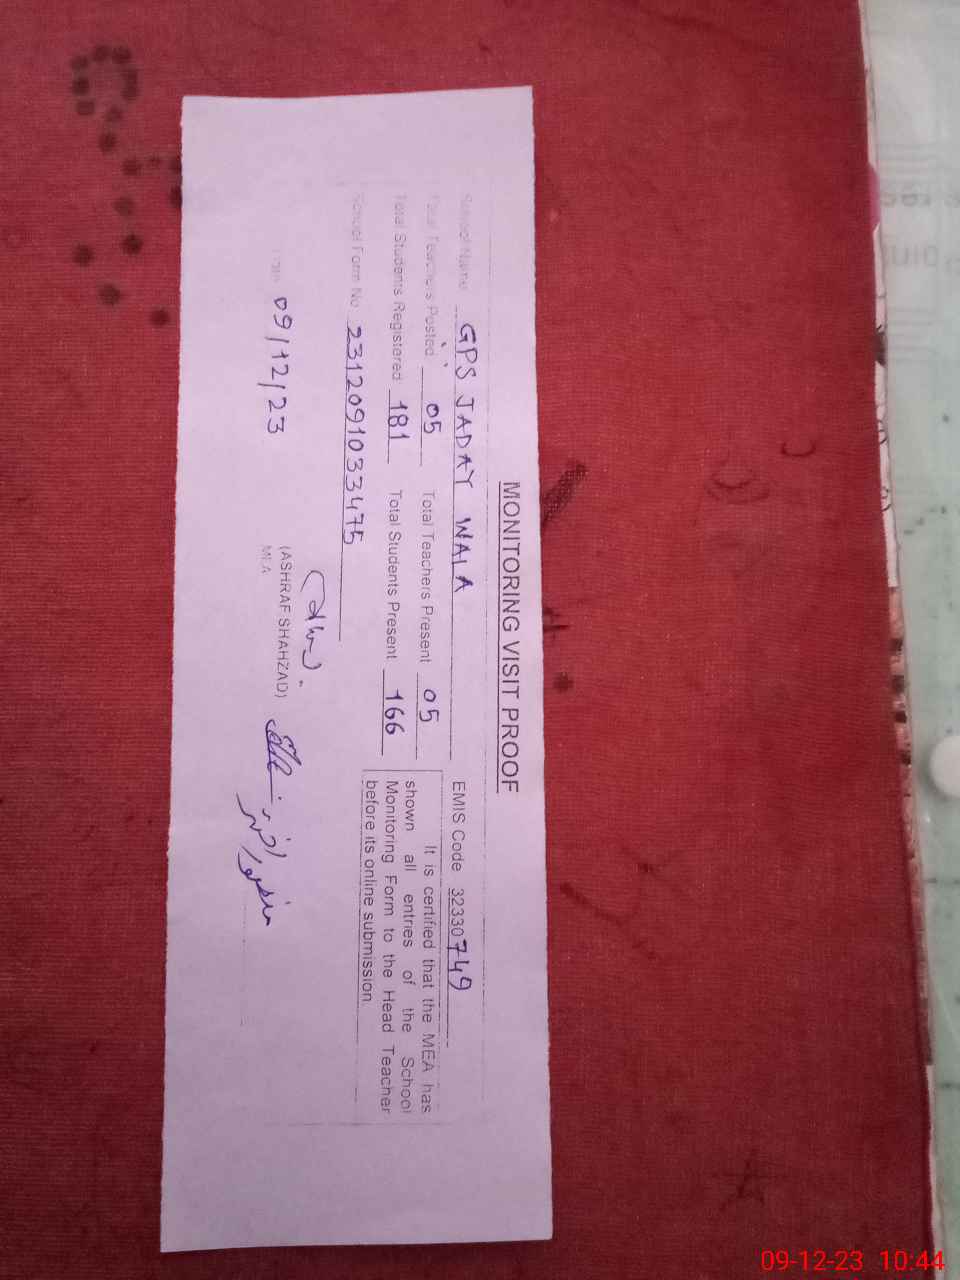 MONITORING VISIT PROOF
School Name GPS JADAY WALA EMIS Code 32330749
Total Teachers Posted 05 Total Teachers Present 05
Total Students Registered 181 Total Students Present 166
School Form No 2312091033475
It is certified that the MEA has
shown all entries of the School
Monitoring Form to the Head Teacher
before its online submission.
09/12/23
(ASHRAF SHAHZAD)
MEA
09-12-23 10:44